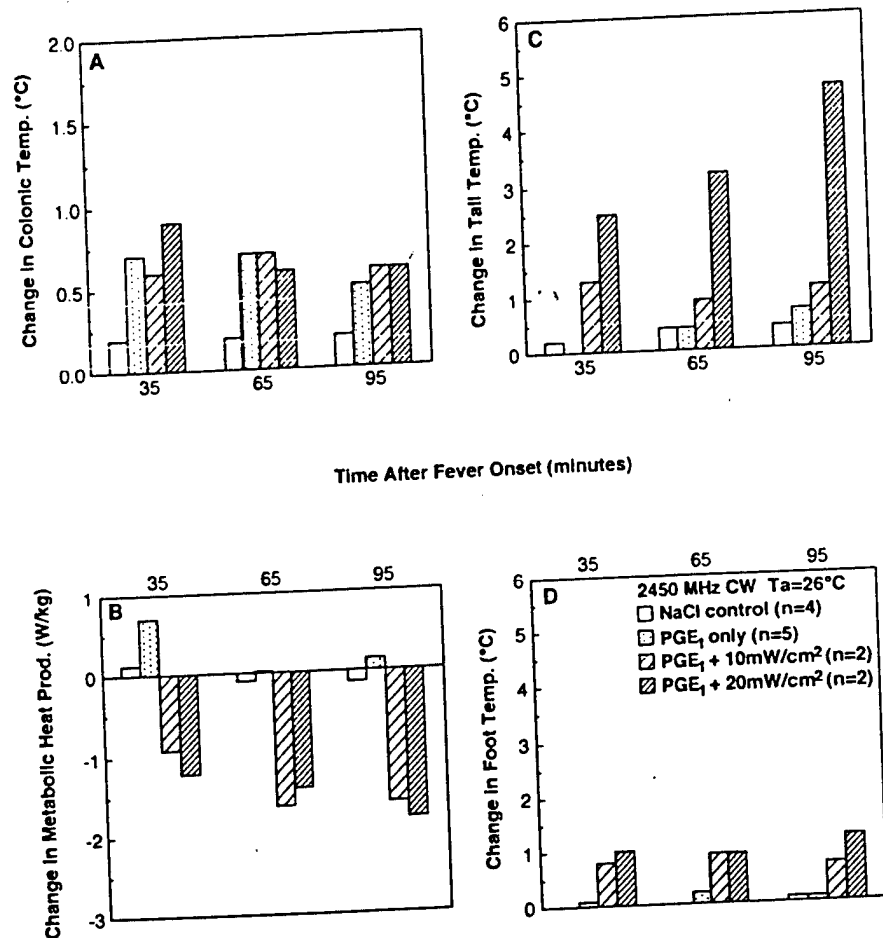 A
Change in Colonic Temp. (°C)
2.0
1.5
1.0
0.5
0.0
35
65
95
C
Change in Tail Temp. (°C)
6
5
4
3
2
1
0
35
65
95
Time After Fever Onset (minutes)
35
65
95
B
Change in Metabolic Heat Prod. (W/kg)
1
0
-1
-2
-3
35
65
95
D
Change in Foot Temp. (°C)
6
5
4
3
2
1
0
2450 MHz CW Ta=26°C
NaCl control (n=4)
PGE₁ only (n=5)
PGE₁ + 10mW/cm² (n=2)
PGE₁ + 20mW/cm² (n=2)